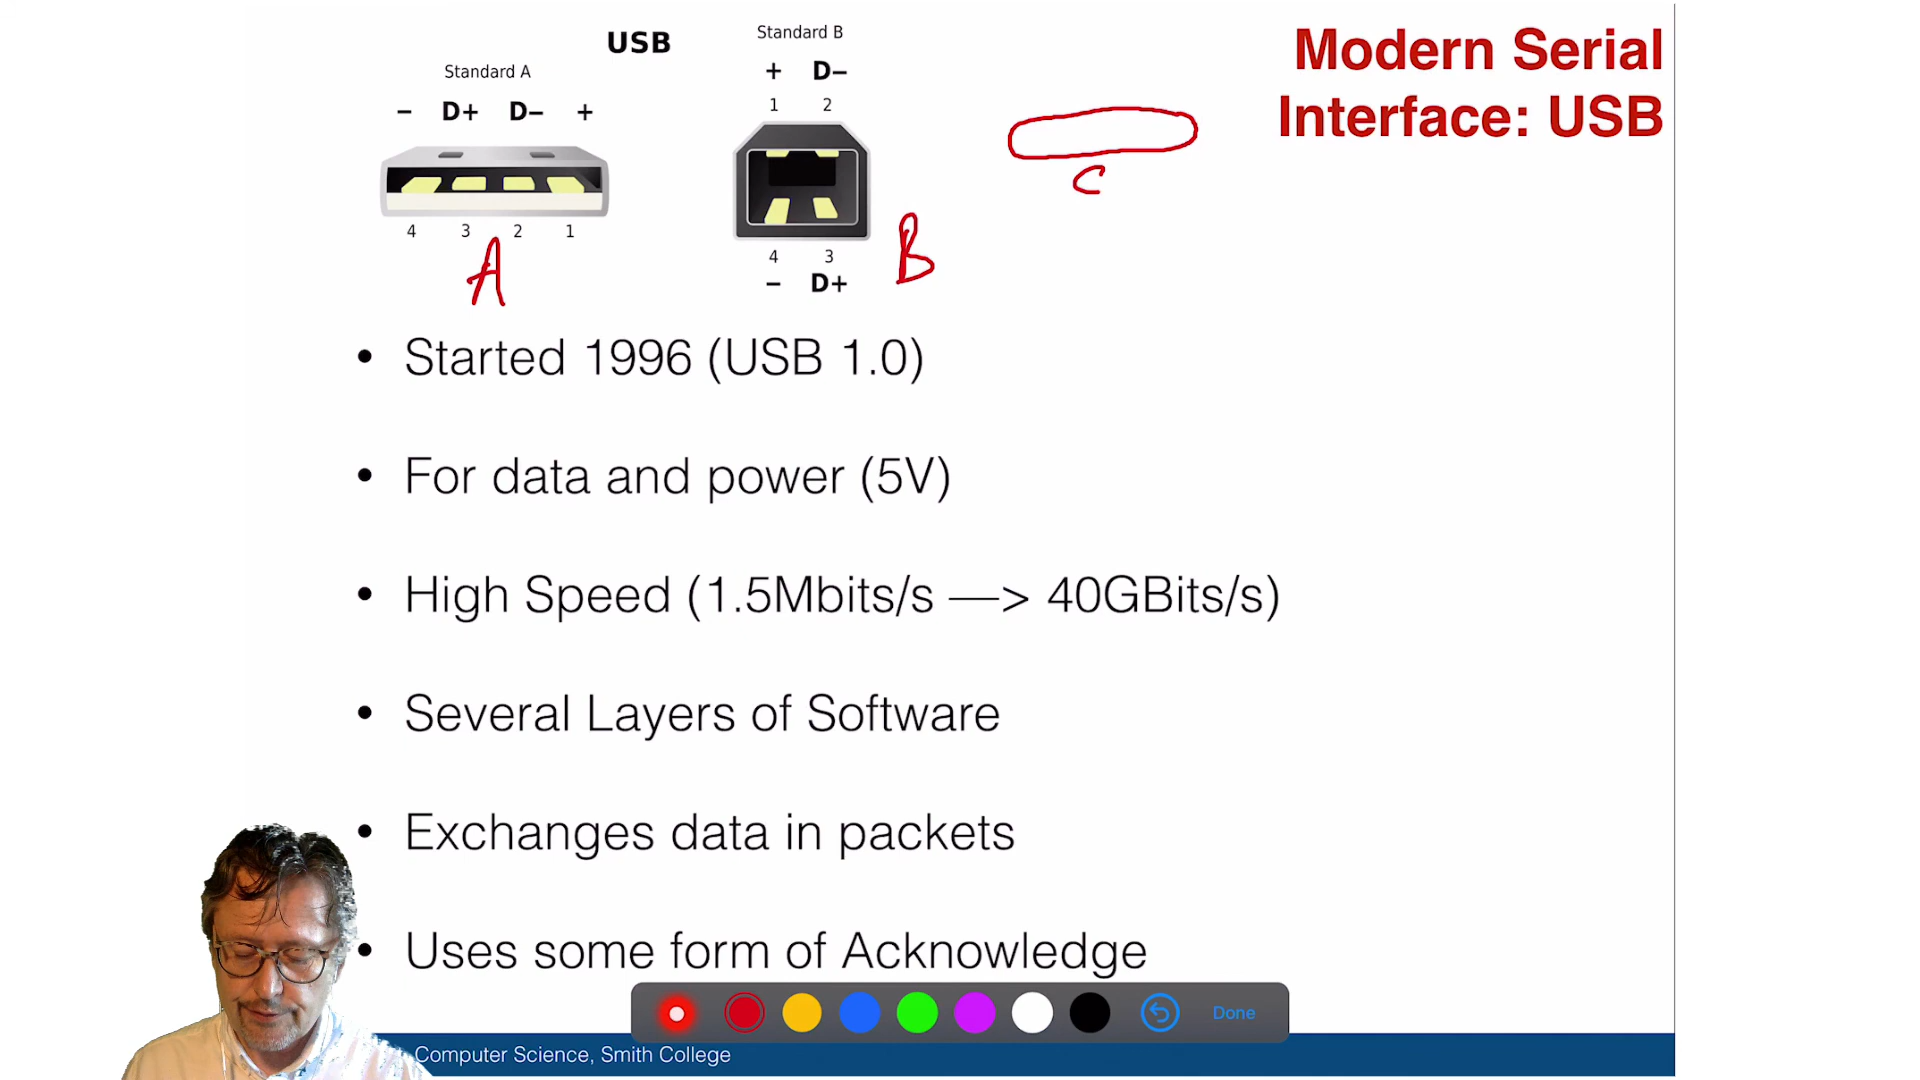 USB
Standard A
− D+ D− +
4 3 2 1
A
Standard B
+ D−
1 2
4 3
− D+
B
C
Modern Serial
Interface: USB
• Started 1996 (USB 1.0)
• For data and power (5V)
• High Speed (1.5Mbits/s —> 40GBits/s)
• Several Layers of Software
• Exchanges data in packets
• Uses some form of Acknowledge
Done
Computer Science, Smith College